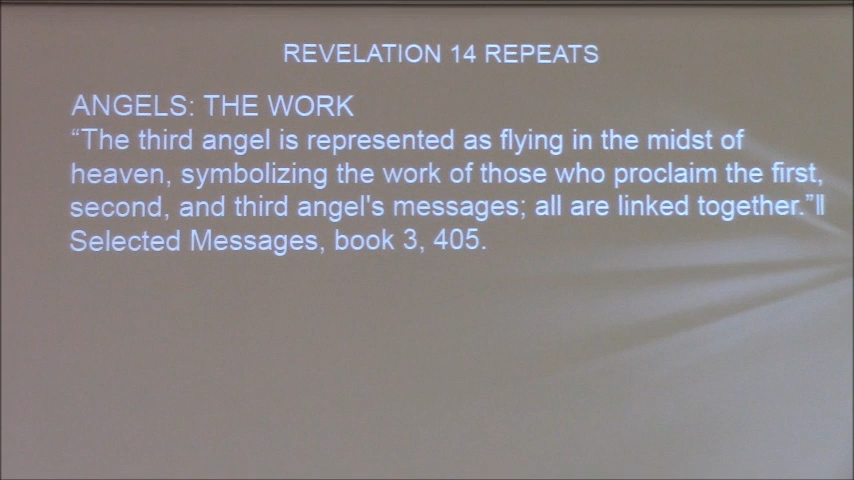 REVELATION 14 REPEATS
ANGELS: THE WORK
“The third angel is represented as flying in the midst of
heaven, symbolizing the work of those who proclaim the first,
second, and third angel's messages; all are linked together.”‖
Selected Messages, book 3, 405.